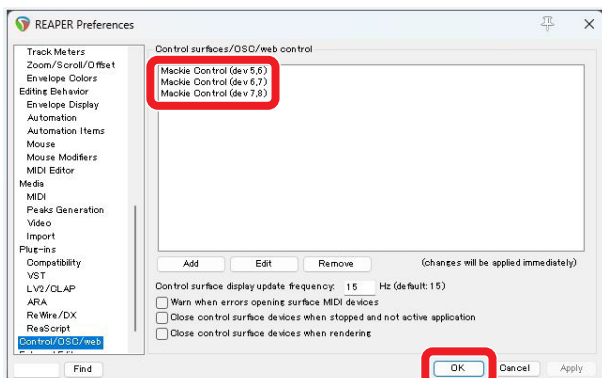 REAPER Preferences
Track Meters
Zoom/Scroll/Offset
Envelope Colors
Editing Behavior
Envelope Display
Automation
Automation Items
Mouse
Mouse Modifiers
MIDI Editor
Media
MIDI
Peaks Generation
Video
Import
Plug-ins
Compatibility
VST
LV2/CLAP
ARA
ReWire/DX
ReaScript
Control/OSC/web
Find
Control surfaces/OSC/web control
Mackie Control (dev 5,6)
Mackie Control (dev 6,7)
Mackie Control (dev 7,8)
Add Edit Remove (changes will be applied immediately)
Control surface display update frequency: 15 Hz (default: 15)
Warn when errors opening surface MIDI devices
Close control surface devices when stopped and not active application
Close control surface devices when rendering
OK Cancel Apply